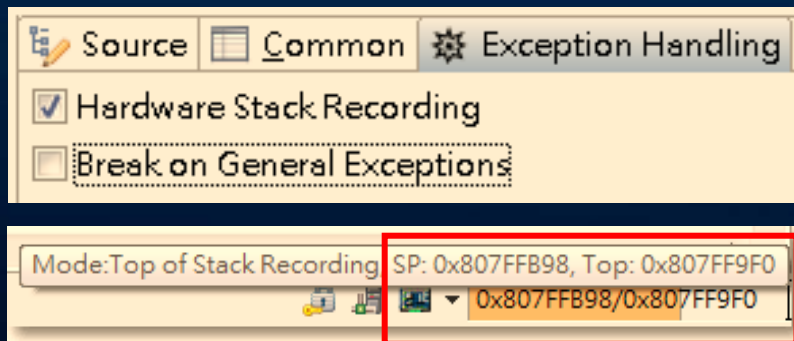 Source Common Exception Handling
Hardware Stack Recording
Break on General Exceptions
Mode:Top of Stack Recording, SP: 0x807FFB98, Top: 0x807FF9F0
0x807FFB98/0x807FF9F0